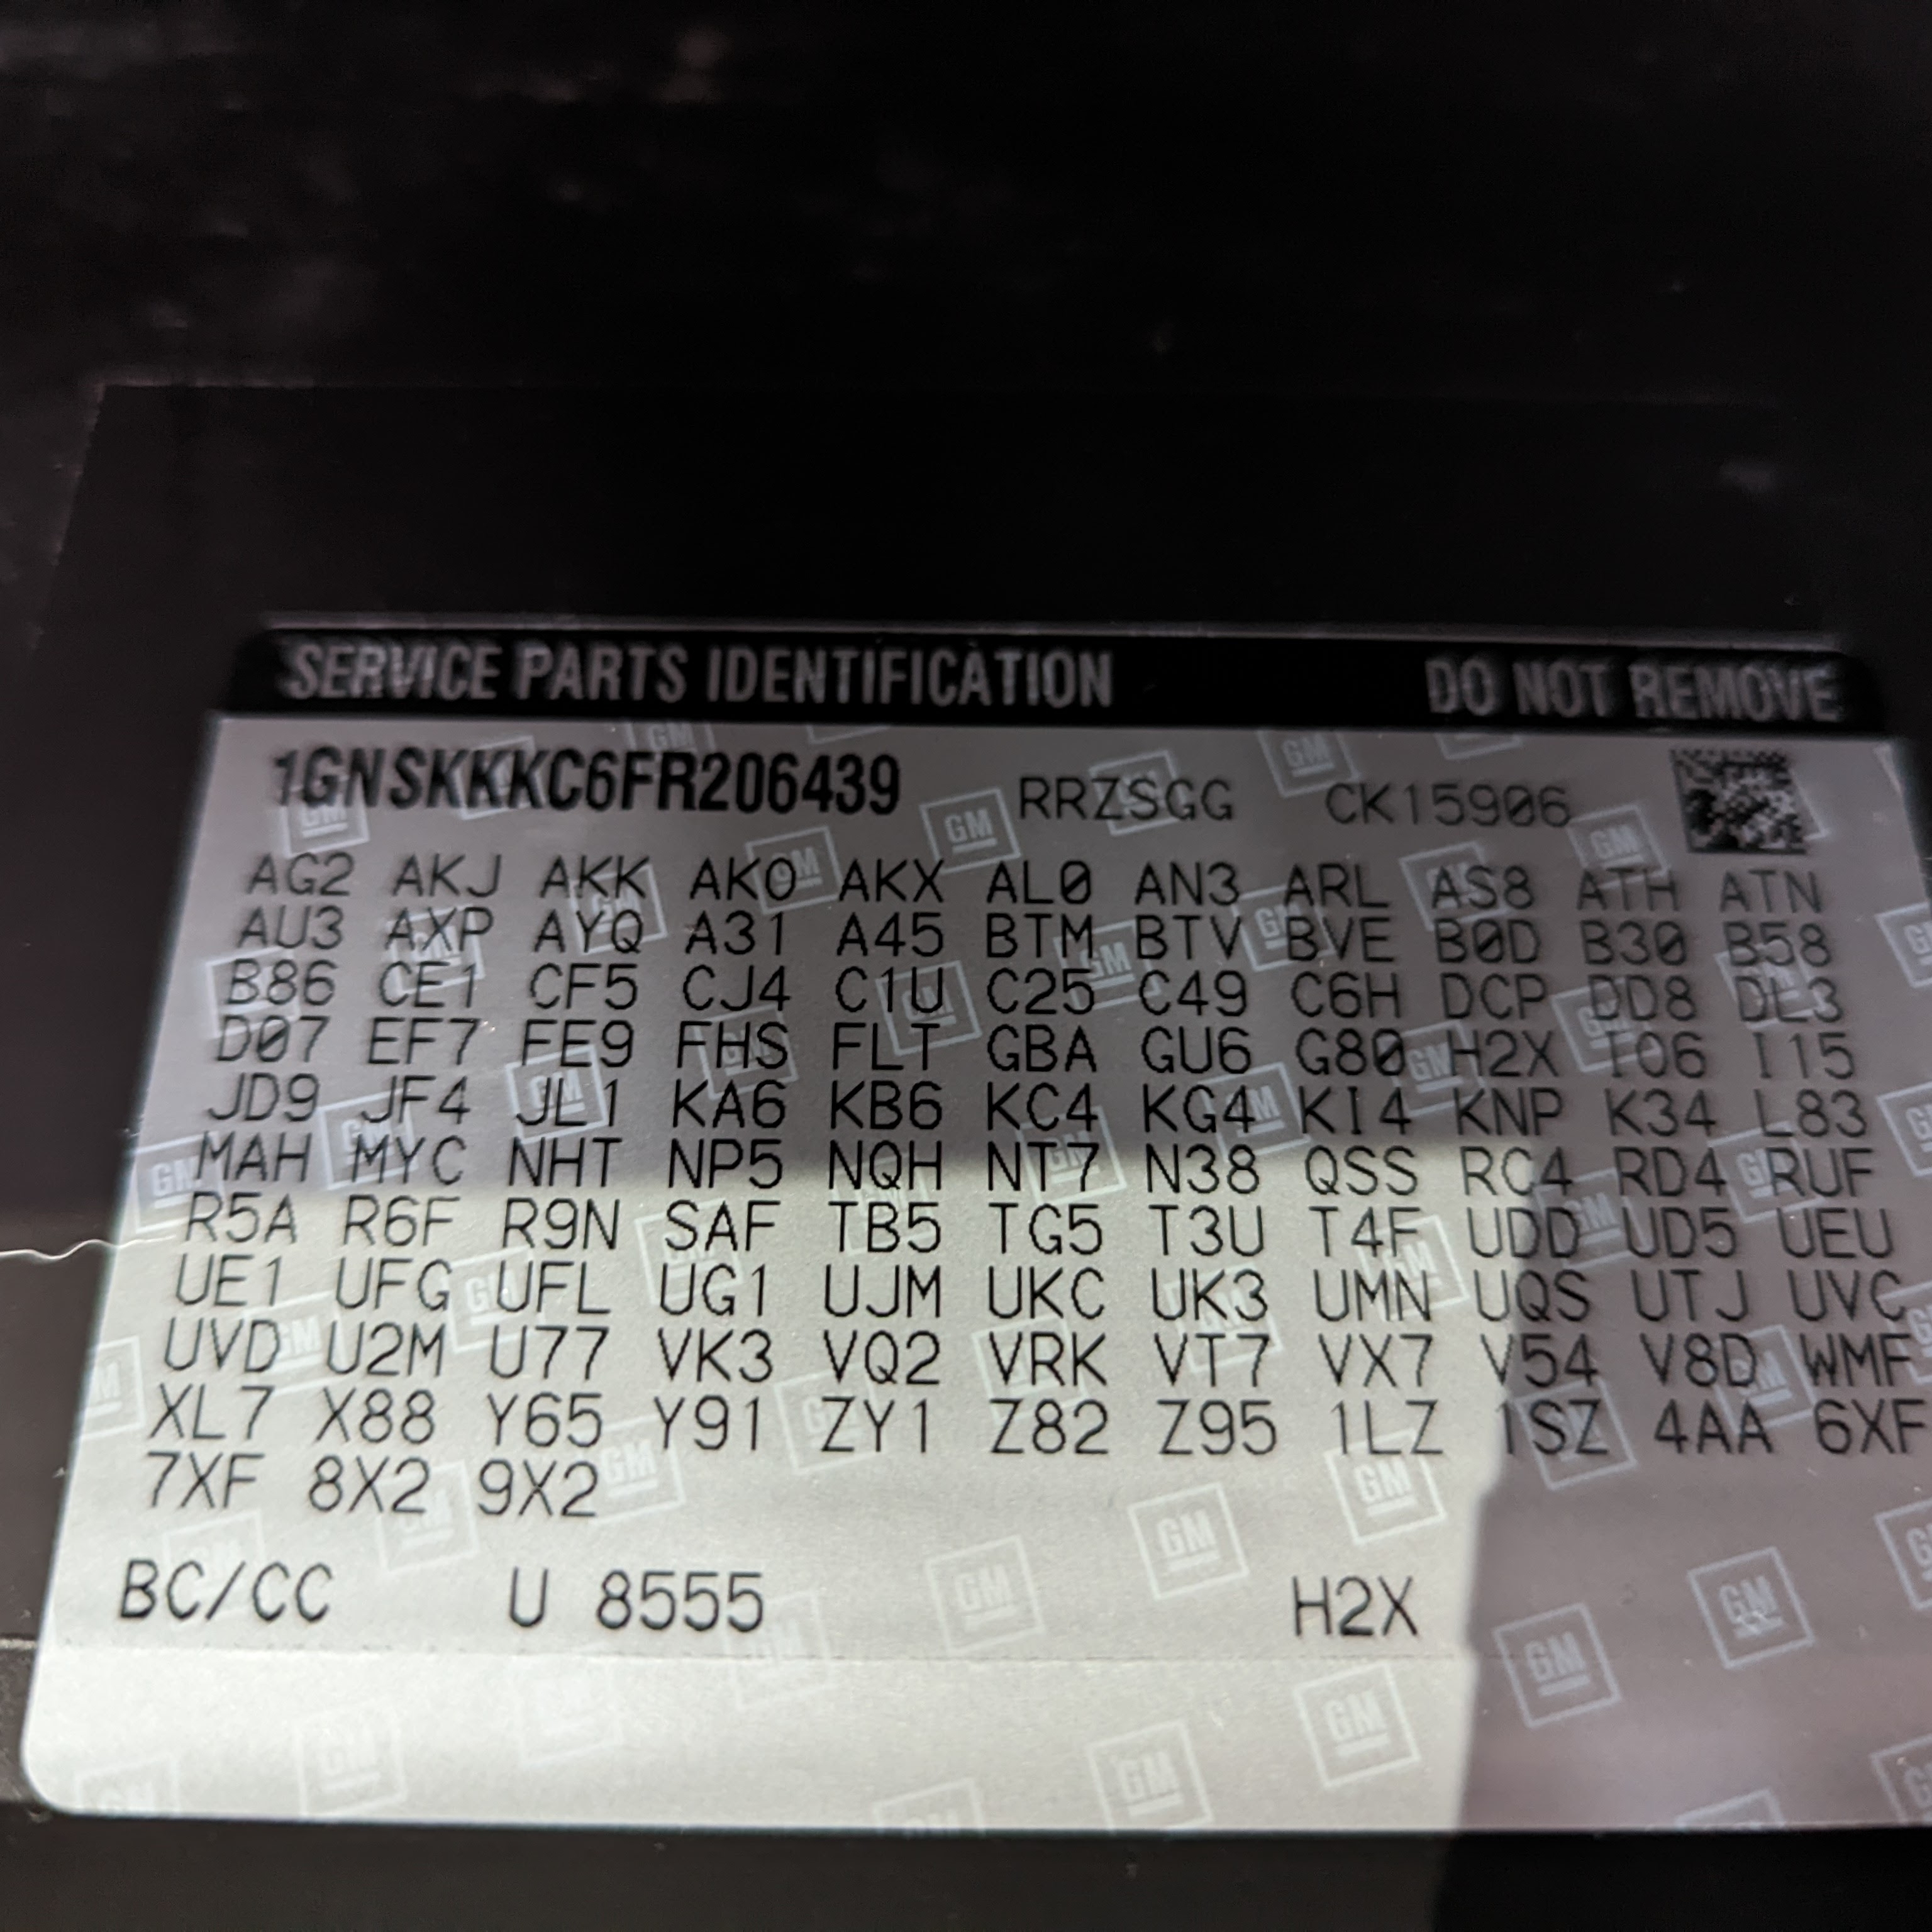 SERVICE PARTS IDENTIFICATION DO NOT REMOVE
1GNSKKKC6FR206439 RRZSGG CK15906
AG2 AKJ AKK AKO AKX AL0 AN3 ARL AS8 ATH ATN
AU3 AXP AYQ A31 A45 BTM BTV BVE B0D B30 B58
B86 CE1 CF5 CJ4 C1U C25 C49 C6H DCP DD8 DL3
D07 EF7 FE9 FHS FLT GBA GU6 G80 H2X IO6 I15
JD9 JF4 JL1 KA6 KB6 KC4 KG4 KI4 KNP K34 L83
MAH MYC NHT NP5 NQH NT7 N38 QSS RC4 RD4 RUF
R5A R6F R9N SAF TB5 TG5 T3U T4F UDD UD5 UEU
UE1 UFG UFL UG1 UJM UKC UK3 UMN UQS UTJ UVC
UVD U2M U77 VK3 VQ2 VRK VT7 VX7 V54 V8D WMF
XL7 X88 Y65 Y91 ZY1 Z82 Z95 1LZ 1SZ 4AA 6XF
7XF 8X2 9X2
BC/CC U 8555 H2X